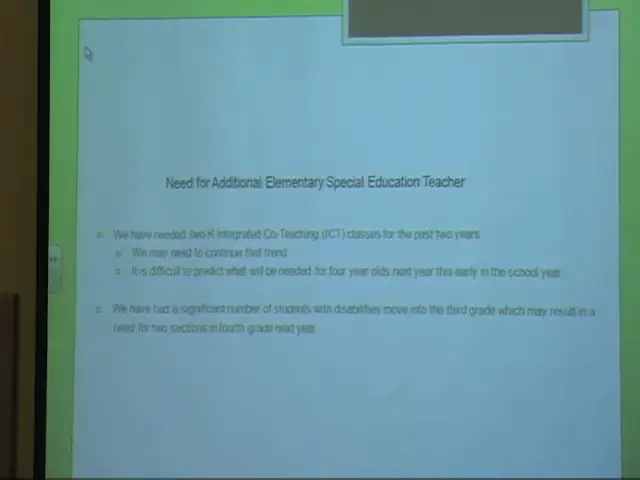 Need for Additional Elementary Special Education Teacher
We have needed two K Integrated Co-Teaching (ICT) classes for the past two years.
We may need to continue that trend.
It is difficult to predict what will be needed for four year olds next year this early in the school year.
We have had a significant number of students with disabilities move into the third grade which may result in a
need for two sections in fourth grade next year.